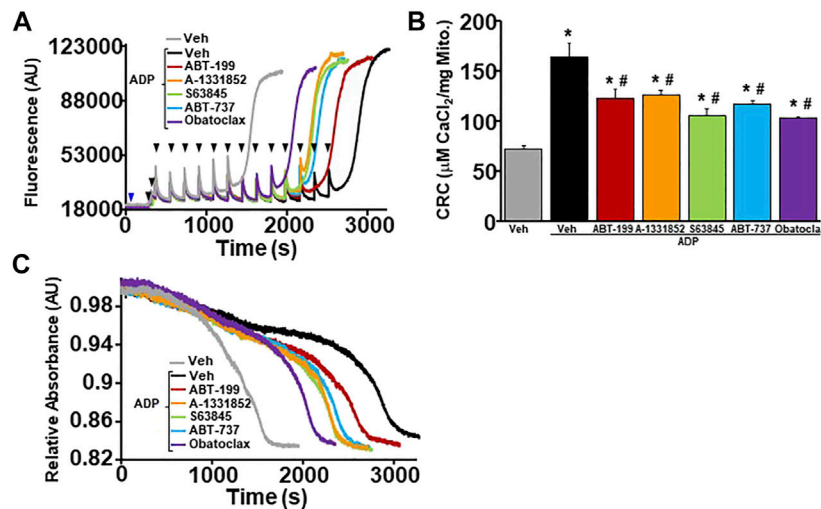 A
Fluorescence (AU)
123000
88000
53000
18000
0
1000
2000
3000
Time (s)
Veh
ADP
Veh
ABT-199
A-1331852
S63845
ABT-737
Obatoclax
B
CRC (μM CaCl2/mg Mito.)
200
150
100
50
0
*
* #
* #
* #
* #
* #
Veh
Veh
ABT-199
A-1331852
S63845
ABT-737
Obatocla
ADP
C
Relative Absorbance (AU)
0.98
0.94
0.9
0.86
0.82
0
1000
2000
3000
Time (s)
Veh
ADP
Veh
ABT-199
A-1331852
S63845
ABT-737
Obatoclax